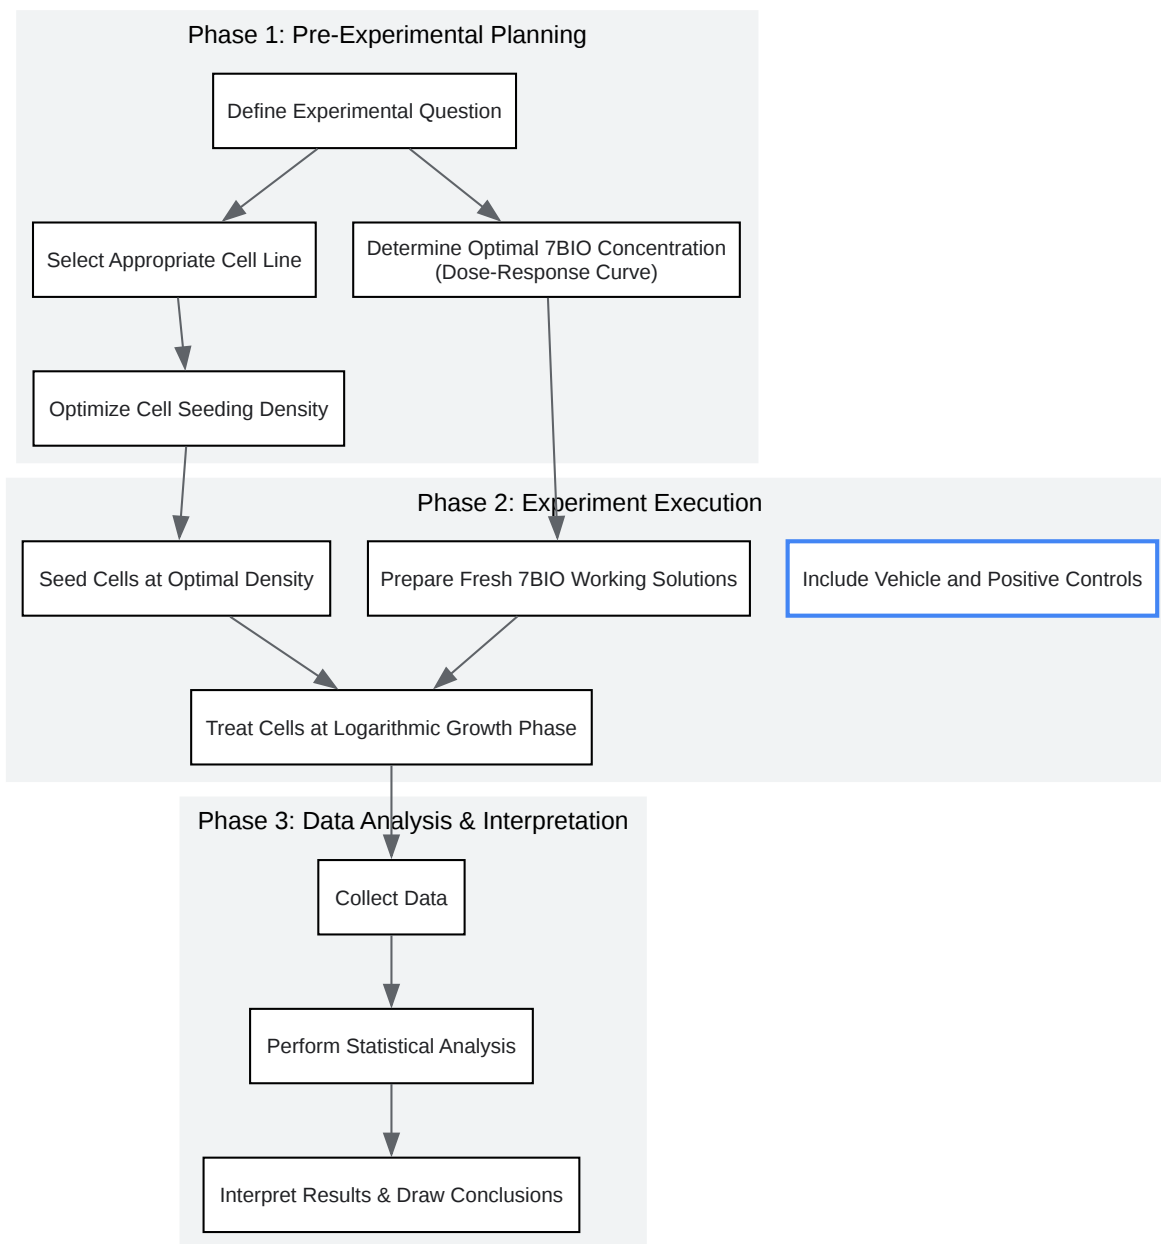 Phase 1: Pre-Experimental Planning
Define Experimental Question
Select Appropriate Cell Line
Determine Optimal 7BIO Concentration
(Dose-Response Curve)
Optimize Cell Seeding Density
Phase 2: Experiment Execution
Seed Cells at Optimal Density
Prepare Fresh 7BIO Working Solutions
Include Vehicle and Positive Controls
Treat Cells at Logarithmic Growth Phase
Phase 3: Data Analysis & Interpretation
Collect Data
Perform Statistical Analysis
Interpret Results & Draw Conclusions